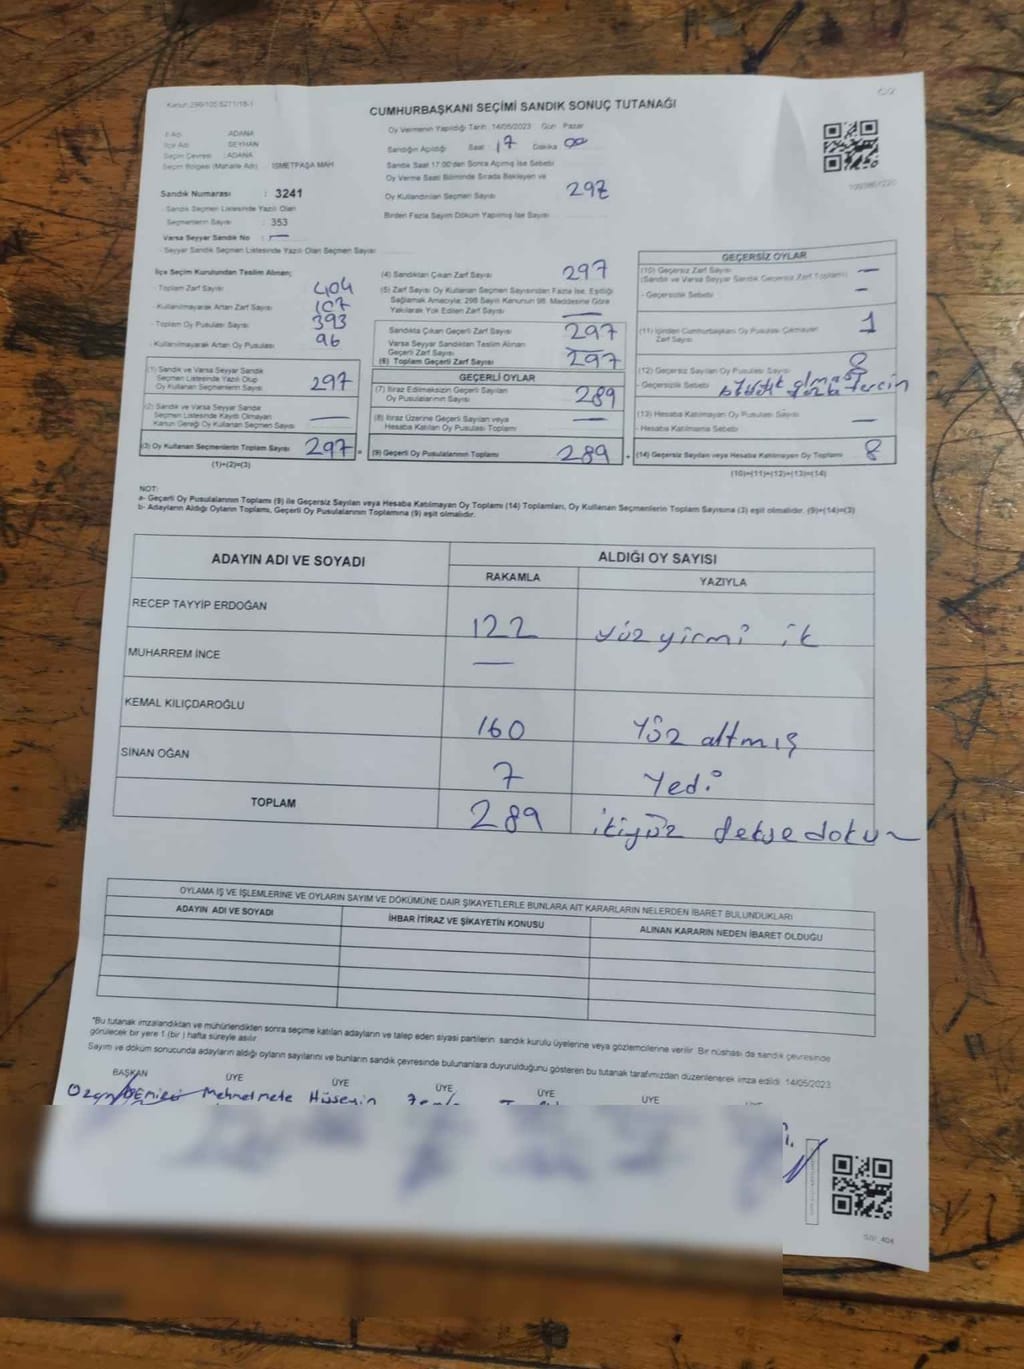 CUMHURBAŞKANI SEÇİMİ SANDIK SONUÇ TUTANAĞI
İl Adı : ADANA
İlçe Adı : SEYHAN
Seçim Çevresi : ADANA
Seçim Bölgesi (Mahalle Adı) : İSMETPAŞA MAH
Sandık Numarası : 3241
- Sandık Seçmen Listesinde Yazılı Olan
Seçmenlerin Sayısı : 353
Varsa Seyyar Sandık No : —
- Seyyar Sandık Seçmen Listesinde Yazılı Olan Seçmen Sayısı
Oy Vermenin Yapıldığı Tarih: 14/05/2023 Gün: Pazar
Sandığın Açıldığı Saat 17 Dakika 00
Sandık Saat 17:00'den Sonra Açılmış İse Sebebi
Oy Verme Saati Bitiminde Sırada Bekleyen ve
Oy Kullandırılan Seçmen Sayısı 297
Birden Fazla Sayım Döküm Yapılmış İse Sayısı
İlçe Seçim Kurulundan Teslim Alınan;
- Toplam Zarf Sayısı 404
- Kullanılmayarak Artan Zarf Sayısı 107
- Toplam Oy Pusulası Sayısı 393
- Kullanılmayarak Artan Oy Pusulası 96
(1) Sandık ve Varsa Seyyar Sandık
Seçmen Listesinde Yazılı Olup
Oy Kullanan Seçmenlerin Sayısı 297
(2) Sandık ve Varsa Seyyar Sandık
Seçmen Listesinde Kayıtlı Olmayan
Kanun Gereği Oy Kullanan Seçmen Sayısı —
(3) Oy Kullanan Seçmenlerin Toplam Sayısı 297
(1)+(2)=(3)
(4) Sandıktan Çıkan Zarf Sayısı 297
(5) Zarf Sayısı Oy Kullanan Seçmen Sayısından Fazla İse, Eşitliği
Sağlamak Amacıyla; 298 Sayılı Kanunun 98. Maddesine Göre
Yakılarak Yok Edilen Zarf Sayısı —
Sandıkta Çıkan Geçerli Zarf Sayısı 297
Varsa Seyyar Sandıktan Teslim Alınan
Geçerli Zarf Sayısı
(6) Toplam Geçerli Zarf Sayısı 297
GEÇERLİ OYLAR
(7) İtiraz Edilmeksizin Geçerli Sayılan
Oy Pusulalarının Sayısı 289
(8) İtiraz Üzerine Geçerli Sayılan veya
Hesaba Katılan Oy Pusulası Toplamı —
(9) Geçerli Oy Pusulalarının Toplamı 289
GEÇERSİZ OYLAR
(10) Geçersiz Zarf Sayısı —
(Sandık ve Varsa Seyyar Sandık Geçersiz Zarf Toplamı)
- Geçersizlik Sebebi —
(11) İçinden Cumhurbaşkanı Oy Pusulası Çıkmayan
Zarf Sayısı 1
(12) Geçersiz Sayılan Oy Pusulası Sayısı 8
- Geçersizlik Sebebi
(13) Hesaba Katılmayan Oy Pusulası Sayısı —
- Hesaba Katılmama Sebebi
(14) Geçersiz Sayılan veya Hesaba Katılmayan Oy Toplamı 8
(10)+(11)+(12)+(13)=(14)
NOT:
a- Geçerli Oy Pusulalarının Toplamı (9) ile Geçersiz Sayılan veya Hesaba Katılmayan Oy Toplamı (14) Toplamları, Oy Kullanan Seçmenlerin Toplam Sayısına (3) eşit olmalıdır. (9)+(14)=(3)
b- Adayların Aldığı Oyların Toplamı, Geçerli Oy Pusulalarının Toplamına (9) eşit olmalıdır.
ADAYIN ADI VE SOYADI ALDIĞI OY SAYISI
RAKAMLA YAZIYLA
RECEP TAYYİP ERDOĞAN 122 yüz yirmi ik
MUHARREM İNCE —
KEMAL KILIÇDAROĞLU 160 Yüz altmış
SİNAN OĞAN 7 Yedi
TOPLAM 289 ikiyüz seksedokuz
OYLAMA İŞ VE İŞLEMLERİNE VE OYLARIN SAYIM VE DÖKÜMÜNE DAİR ŞİKAYETLERLE BUNLARA AİT KARARLARIN NELERDEN İBARET BULUNDUKLARI
ADAYIN ADI VE SOYADI İHBAR İTİRAZ VE ŞİKAYETİN KONUSU ALINAN KARARIN NEDEN İBARET OLDUĞU
*Bu tutanak imzalandıktan ve mühürlendikten sonra seçime katılan adayların ve talep eden siyasi partilerin sandık kurulu üyelerine veya gözlemcilerine verilir. Bir nüshası da sandık çevresinde
görülecek bir yere 1 (bir) hafta süreyle asılır
Sayım ve döküm sonucunda adayların aldığı oyların sayılarını ve bunların sandık çevresinde bulunanlara duyurulduğunu gösteren bu tutanak tarafımızdan düzenlenerek imza edildi. 14/05/2023
BAŞKAN ÜYE ÜYE ÜYE ÜYE ÜYE
Mehmet Hüseyin